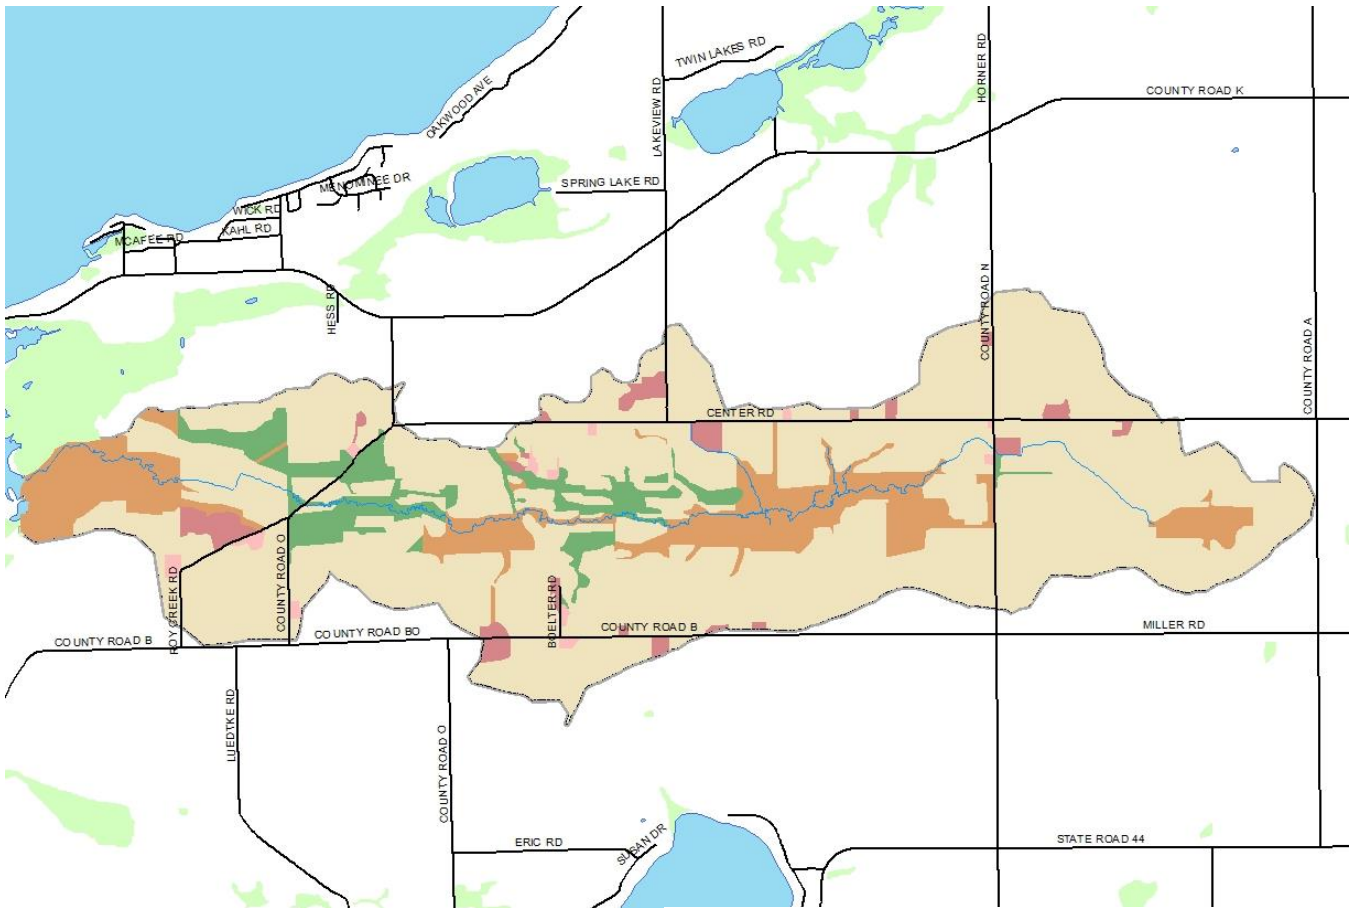 TWIN LAKES RD
HORNER RD
OAKWOOD AVE
LAKEVIEW RD
COUNTY ROAD K
MENOMINEE DR
SPRING LAKE RD
WICK RD
KAHL RD
MCAFEE RD
HESS RD
COUNTY ROAD N
COUNTY ROAD A
CENTER RD
ROY CREEK RD
COUNTY ROAD O
BOELTER RD
COUNTY ROAD B
COUNTY ROAD BO
COUNTY ROAD B
MILLER RD
LUEDTKE RD
COUNTY ROAD O
ERIC RD
SUSAN DR
STATE ROAD 44